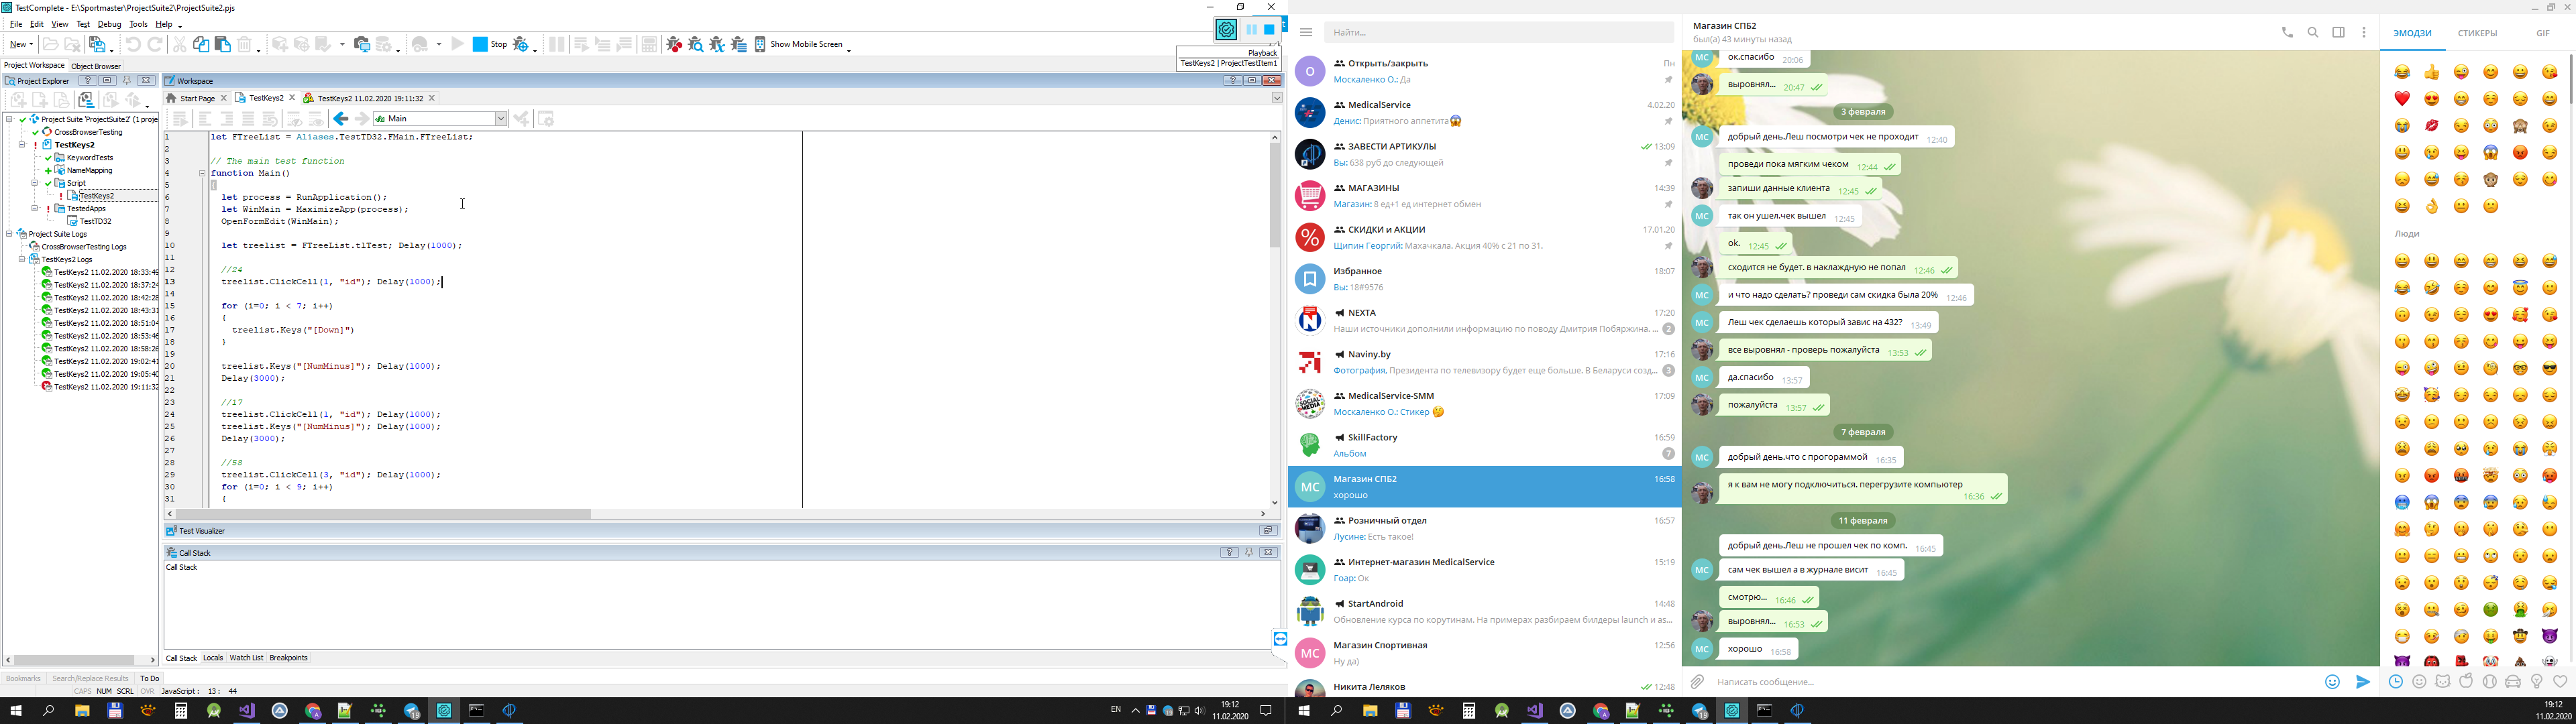 TestComplete - E:\Sportmaster\ProjectSuite2\ProjectSuite2.pjs
File Edit View Test Debug Tools Help
New
Stop
Show Mobile Screen
Playback
TestKeys2 | ProjectTestItem1
Project Workspace Object Browser
Project Explorer
Project Suite 'ProjectSuite2' (1 proje
CrossBrowserTesting
TestKeys2
KeywordTests
NameMapping
Script
TestKeys2
TestedApps
TestTD32
Project Suite Logs
CrossBrowserTesting Logs
TestKeys2 Logs
TestKeys2 11.02.2020 18:33:49
TestKeys2 11.02.2020 18:37:24
TestKeys2 11.02.2020 18:42:28
TestKeys2 11.02.2020 18:43:31
TestKeys2 11.02.2020 18:51:04
TestKeys2 11.02.2020 18:53:46
TestKeys2 11.02.2020 18:58:26
TestKeys2 11.02.2020 19:02:41
TestKeys2 11.02.2020 19:05:40
TestKeys2 11.02.2020 19:11:32
Workspace
Start Page TestKeys2 TestKeys2 11.02.2020 19:11:32
Main
1 let FTreeList = Aliases.TestTD32.FMain.FTreeList;
2
3 // The main test function
4 function Main()
5 {
6 let process = RunApplication();
7 let WinMain = MaximizeApp(process);
8 OpenFormEdit(WinMain);
9
10 let treelist = FTreeList.tlTest; Delay(1000);
11
12 //24
13 treelist.ClickCell(1, "id"); Delay(1000);
14
15 for (i=0; i < 7; i++)
16 {
17 treelist.Keys("[Down]")
18 }
19
20 treelist.Keys("[NumMinus]"); Delay(1000);
21 Delay(3000);
22
23 //17
24 treelist.ClickCell(1, "id"); Delay(1000);
25 treelist.Keys("[NumMinus]"); Delay(1000);
26 Delay(3000);
27
28 //58
29 treelist.ClickCell(3, "id"); Delay(1000);
30 for (i=0; i < 9; i++)
31 {
Test Visualizer
Call Stack
Call Stack
Call Stack Locals Watch List Breakpoints
Bookmarks Search/Replace Results To Do
CAPS NUM SCRL OVR JavaScript : 13 : 44
EN
19:12
11.02.2020
Найти...
Открыть/закрыть Пн
Москаленко О.: Да
MedicalService 4.02.20
Денис: Приятного аппетита😱
ЗАВЕСТИ АРТИКУЛЫ 13:09
Вы: 638 руб до следующей
МАГАЗИНЫ 14:39
Магазин: 8 ед+1 ед интернет обмен
СКИДКИ и АКЦИИ 17.01.20
Щипин Георгий: Махачкала. Акция 40% с 21 по 31.
Избранное 18:07
Вы: 18#9576
NEXTA 17:20
Наши источники дополнили информацию по поводу Дмитрия Побяржина. ... 2
Naviny.by 17:16
Фотография, Президента по телевизору будет еще больше. В Беларуси созд... 3
MedicalService-SMM 17:09
Москаленко О.: Стикер 🤔
SkillFactory 16:59
Альбом 7
Магазин СПБ2 16:58
хорошо
Розничный отдел 16:57
Лусине: Есть такое!
Интернет-магазин MedicalService 15:19
Гоар: Ок
StartAndroid 14:48
Обновление курса по корутинам. На примерах разбираем билдеры launch и as...
Магазин Спортивная 12:56
Ну да)
Никита Леляков 12:48
Магазин СПБ2
был(а) 43 минуты назад
ок.спасибо 20:06
выровнял... 20:47
3 февраля
добрый день.Леш посмотри чек не проходит 12:40
проведи пока мягким чеком 12:44
запиши данные клиента 12:45
так он ушел.чек вышел 12:45
ok. 12:45
сходится не будет. в наклаждную не попал 12:46
и что надо сделать? проведи сам скидка была 20% 12:46
Леш чек сделаешь который завис на 432? 13:49
все выровнял - проверь пожалуйста 13:53
да.спасибо 13:57
пожалуйста 13:57
7 февраля
добрый день.что с прогораммой 16:35
я к вам не могу подключиться. перегрузите компьютер 16:36
11 февраля
добрый день.Леш не прошел чек по комп. 16:45
сам чек вышел а в журнале висит 16:45
смотрю... 16:46
выровнял... 16:53
хорошо 16:58
Написать сообщение...
ЭМОДЗИ СТИКЕРЫ GIF
Люди
19:12
11.02.2020